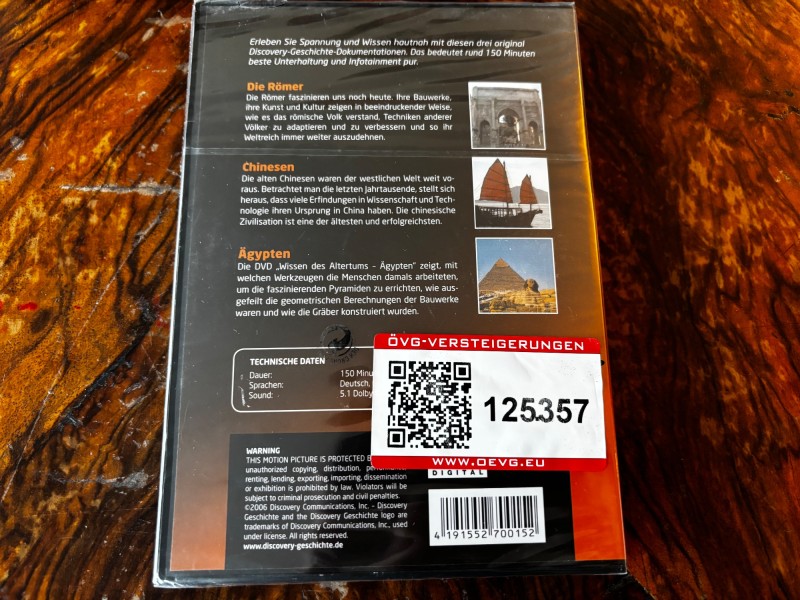 Erleben Sie Spannung und Wissen hautnah mit diesen drei original
Discovery-Geschichte-Dokumentationen. Das bedeutet rund 150 Minuten
beste Unterhaltung und Infotainment pur.
Die Römer
Die Römer faszinieren uns noch heute. Ihre Bauwerke,
ihre Kunst und Kultur zeigen in beeindruckender Weise,
wie es das römische Volk verstand, Techniken anderer
Völker zu adaptieren und zu verbessern und so ihr
Weltreich immer weiter auszudehnen.
Chinesen
Die alten Chinesen waren der westlichen Welt weit vo-
raus. Betrachtet man die letzten Jahrtausende, stellt sich
heraus, dass viele Erfindungen in Wissenschaft und Tech-
nologie ihren Ursprung in China haben. Die chinesische
Zivilisation ist eine der ältesten und erfolgreichsten.
Ägypten
Die DVD „Wissen des Altertums - Ägypten" zeigt, mit
welchen Werkzeugen die Menschen damals arbeiteten,
um die faszinierenden Pyramiden zu errichten, wie aus-
gefeilt die geometrischen Berechnungen der Bauwerke
waren und wie die Gräber konstruiert wurden.
TECHNISCHE DATEN
Dauer: 150 Minu
Sprachen: Deutsch,
Sound: 5.1 Dolby
ÖVG-VERSTEIGERUNGEN
125357
WWW.OEVG.EU
DIGITAL
WARNING
THIS MOTION PICTURE IS PROTECTED B
unauthorized copying, distribution,
renting, lending, exporting, importing, dissemination
or exhibition is prohibited by law. Violators will be
subject to criminal prosecution and civil penalties.
©2006 Discovery Communications, Inc. - Discovery
Geschichte and the Discovery Geschichte logo are
trademarks of Discovery Communications, Inc., used
under license. All rights reserved.
www.discovery-geschichte.de
4 191552 700152